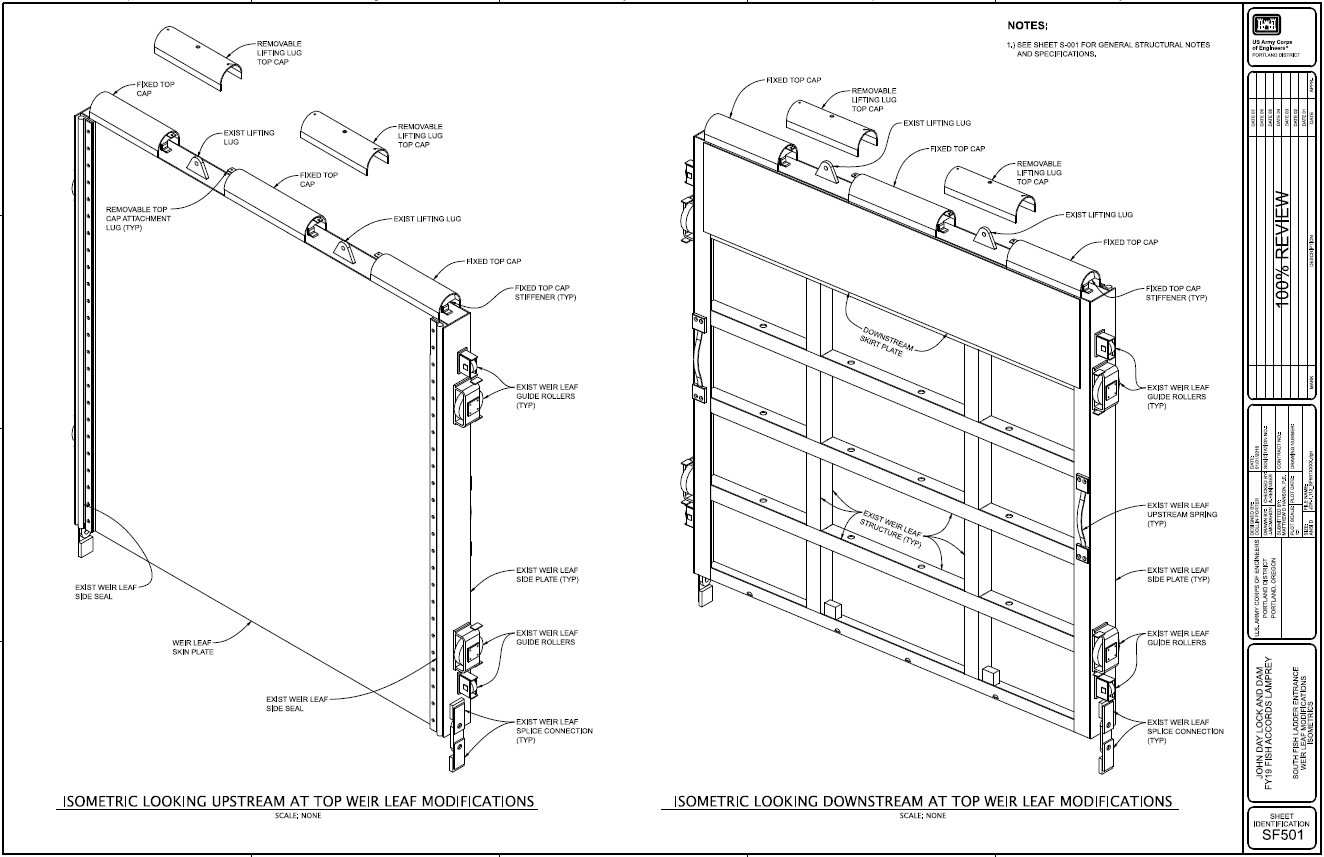 REMOVABLE
LIFTING LUG
TOP CAP
FIXED TOP
CAP
EXIST LIFTING
LUG
REMOVABLE
LIFTING LUG
TOP CAP
FIXED TOP
CAP
REMOVABLE TOP
CAP ATTACHMENT
LUG (TYP)
EXIST LIFTING LUG
FIXED TOP CAP
FIXED TOP CAP
STIFFENER (TYP)
EXIST WEIR LEAF
GUIDE ROLLERS
(TYP)
EXIST WEIR LEAF
SIDE SEAL
EXIST WEIR LEAF
SIDE PLATE (TYP)
WEIR LEAF
SKIN PLATE
EXIST WEIR LEAF
GUIDE ROLLERS
EXIST WEIR LEAF
SIDE SEAL
EXIST WEIR LEAF
SPLICE CONNECTION
(TYP)
ISOMETRIC LOOKING UPSTREAM AT TOP WEIR LEAF MODIFICATIONS
SCALE: NONE
NOTES:
1.) SEE SHEET S-001 FOR GENERAL STRUCTURAL NOTES
AND SPECIFICATIONS.
FIXED TOP CAP
REMOVABLE
LIFTING LUG
TOP CAP
EXIST LIFTING LUG
FIXED TOP CAP
REMOVABLE
LIFTING LUG
TOP CAP
EXIST LIFTING LUG
FIXED TOP CAP
FIXED TOP CAP
STIFFENER (TYP)
DOWNSTREAM
SKIRT PLATE
EXIST WEIR LEAF
GUIDE ROLLERS
(TYP)
EXIST WEIR LEAF
STRUCTURE (TYP)
EXIST WEIR LEAF
UPSTREAM SPRING
(TYP)
EXIST WEIR LEAF
SIDE PLATE (TYP)
EXIST WEIR LEAF
GUIDE ROLLERS
EXIST WEIR LEAF
SPLICE CONNECTION
(TYP)
ISOMETRIC LOOKING DOWNSTREAM AT TOP WEIR LEAF MODIFICATIONS
SCALE: NONE
US Army Corps
of Engineers®
PORTLAND DISTRICT
100% REVIEW
MARK
DESCRIPTION
DATE
APPR.
U.S. ARMY CORPS OF ENGINEERS
PORTLAND DISTRICT
PORTLAND, OREGON
JOHN DAY LOCK AND DAM
FY19 FISH ACCORDS LAMPREY
SOUTH FISH LADDER ENTRANCE
WEIR LEAF MODIFICATIONS
ISOMETRICS
SHEET
IDENTIFICATION
SF501